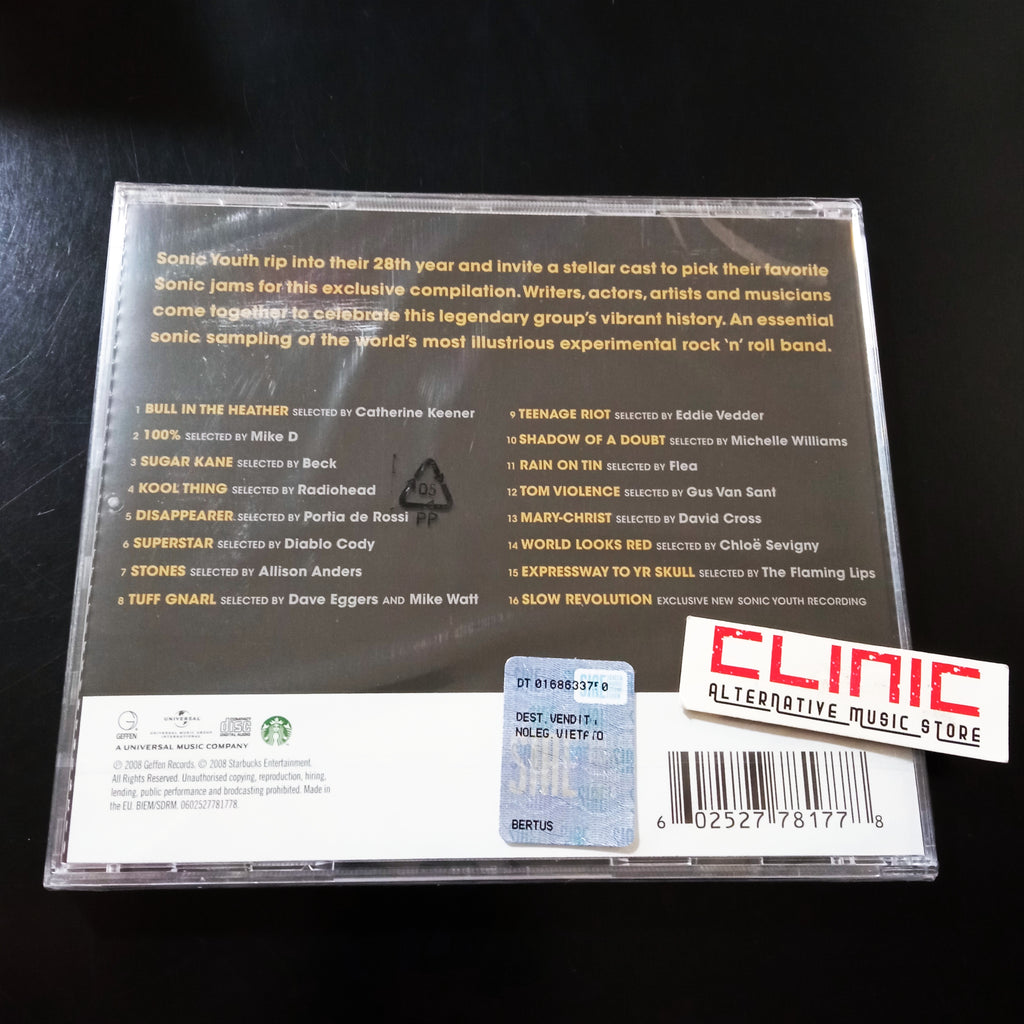 Sonic Youth rip into their 28th year and invite a stellar cast to pick their favorite
Sonic jams for this exclusive compilation. Writers, actors, artists and musicians
come together to celebrate this legendary group's vibrant history. An essential
sonic sampling of the world's most illustrious experimental rock 'n' roll band.
1 BULL IN THE HEATHER SELECTED BY Catherine Keener
2 100% SELECTED BY Mike D
3 SUGAR KANE SELECTED BY Beck
4 KOOL THING SELECTED BY Radiohead
5 DISAPPEARER SELECTED BY Portia de Rossi
6 SUPERSTAR SELECTED BY Diablo Cody
7 STONES SELECTED BY Allison Anders
8 TUFF GNARL SELECTED BY Dave Eggers AND Mike Watt
9 TEENAGE RIOT SELECTED BY Eddie Vedder
10 SHADOW OF A DOUBT SELECTED BY Michelle Williams
11 RAIN ON TIN SELECTED BY Flea
12 TOM VIOLENCE SELECTED BY Gus Van Sant
13 MARY-CHRIST SELECTED BY David Cross
14 WORLD LOOKS RED SELECTED BY Chloë Sevigny
15 EXPRESSWAY TO YR SKULL SELECTED BY The Flaming Lips
16 SLOW REVOLUTION EXCLUSIVE NEW SONIC YOUTH RECORDING
05
PP
CLINIC
ALTERNATIVE MUSIC STORE
GEFFEN
UNIVERSAL
UNIVERSAL MUSIC GROUP
INTERNATIONAL
COMPACT
disc
DIGITAL AUDIO
A UNIVERSAL MUSIC COMPANY
℗ 2008 Geffen Records. © 2008 Starbucks Entertainment.
All Rights Reserved. Unauthorised copying, reproduction, hiring,
lending, public performance and brodcasting prohibited. Made in
the EU. BIEM/SDRM. 0602527781778.
SIAE
DT
DEST.
NOLEG.
BERTUS
6 02527 78177 8